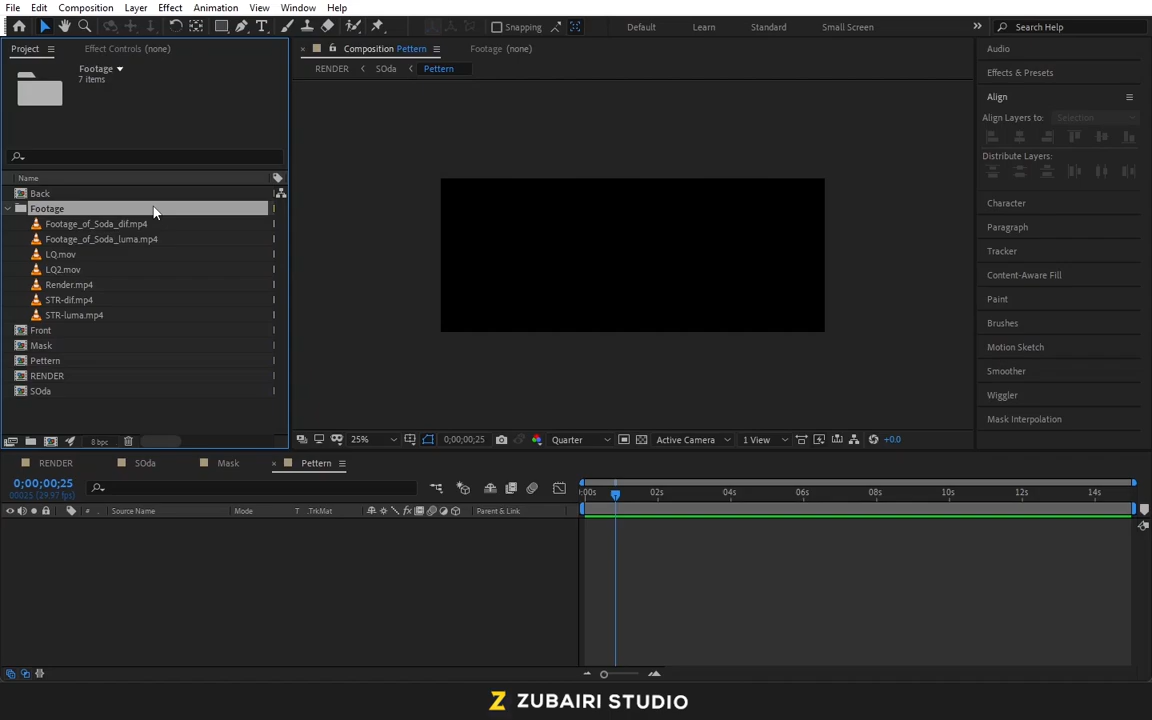 File Edit Composition Layer Effect Animation View Window Help
Snapping Default Learn Standard Small Screen Search Help
Project Effect Controls (none) Composition Pettern Footage (none) Audio
Footage
7 items
RENDER SOda Pettern
Effects & Presets
Align
Align Layers to: Selection
Distribute Layers:
Name
Back
Footage
Footage_of_Soda_dif.mp4
Footage_of_Soda_luma.mp4
LQ.mov
LQ2.mov
Render.mp4
STR-dif.mp4
STR-luma.mp4
Front
Mask
Pettern
RENDER
SOda
Character
Paragraph
Tracker
Content-Aware Fill
Paint
Brushes
Motion Sketch
Smoother
Wiggler
Mask Interpolation
8 bpc 25% 0;00;00;25 Quarter Active Camera 1 View +0.0
RENDER SOda Mask Pettern
0;00;00;25
00025 (29.97 fps)
:00s 02s 04s 06s 08s 10s 12s 14s
# Source Name Mode T .TrkMat Parent & Link
ZUBAIRI STUDIO